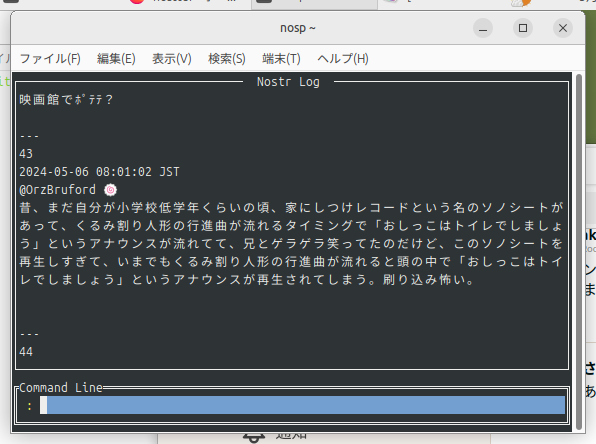 nosp ~
ファイル(F) 編集(E) 表示(V) 検索(S) 端末(T) ヘルプ(H)
Nostr Log
映画館でﾎﾟﾃﾃ？
---
43
2024-05-06 08:01:02 JST
@OrzBruford 🍥
昔、まだ自分が小学校低学年くらいの頃、家にしつけレコードという名のソノシートが
あって、くるみ割り人形の行進曲が流れるタイミングで「おしっこはトイレでしましょ
う」というアナウンスが流れてて、兄とゲラゲラ笑ってたのだけど、このソノシートを
再生しすぎて、いまでもくるみ割り人形の行進曲が流れると頭の中で「おしっこはトイ
レでしましょう」というアナウンスが再生されてしまう。刷り込み怖い。
---
44
Command Line
:
通知